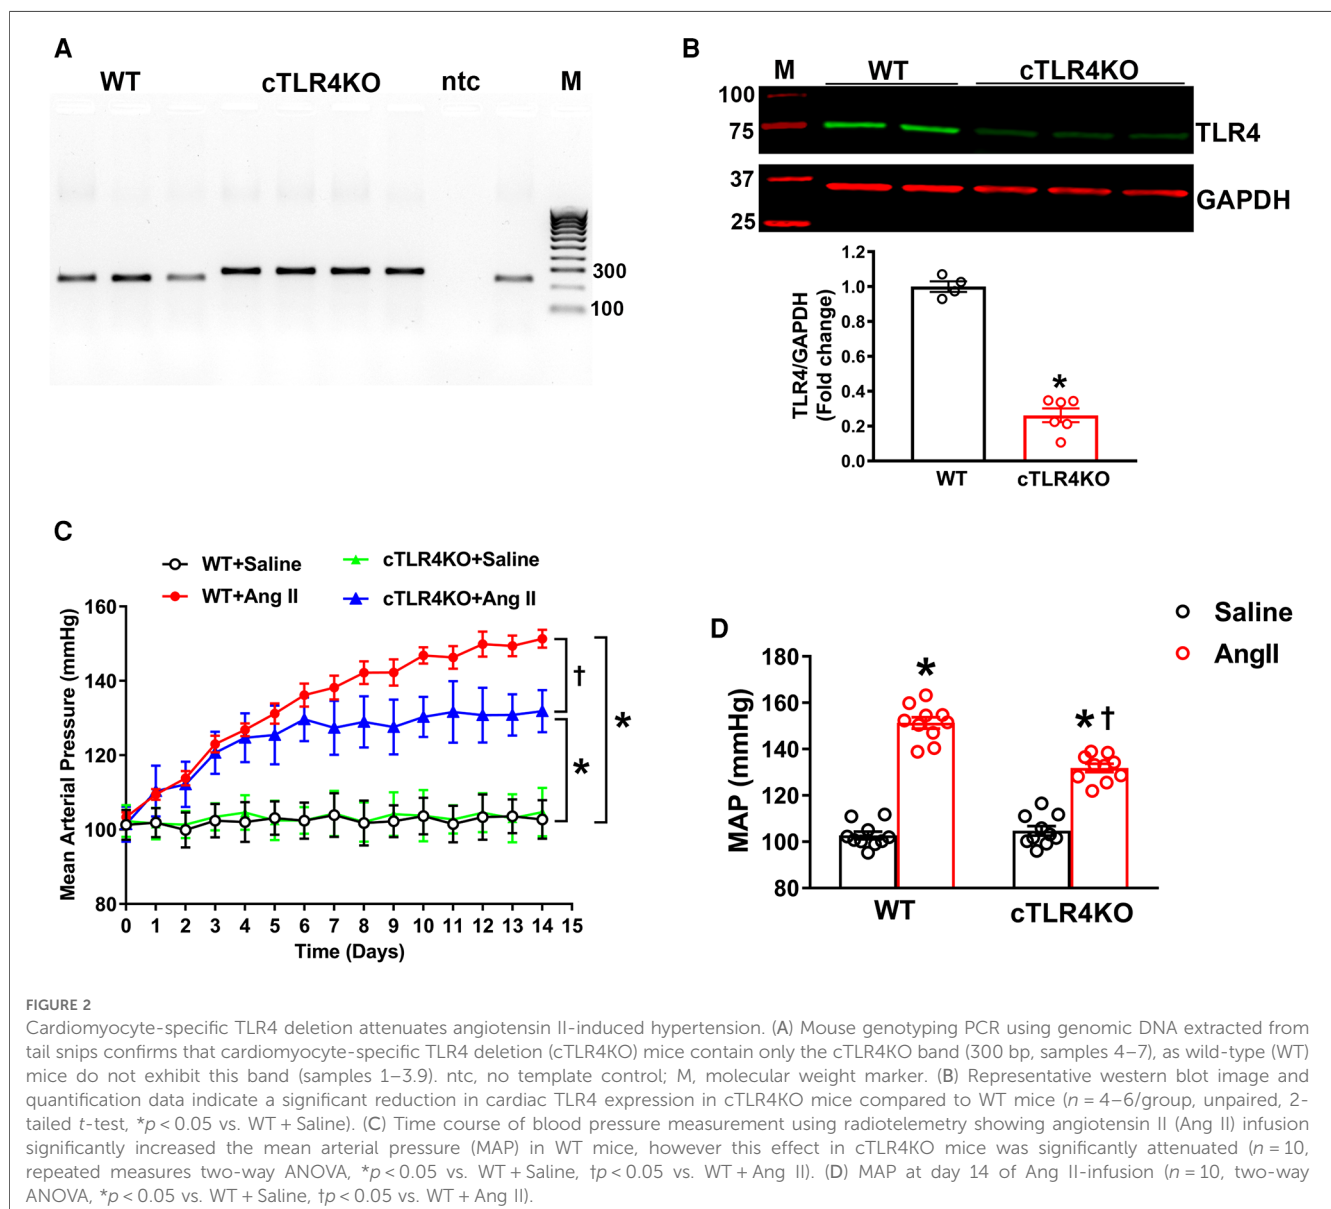 A
WT cTLR4KO ntc M
300
100
B
M WT cTLR4KO
100
75
TLR4
37
25
GAPDH
TLR4/GAPDH
(Fold change)
1.2
1.0
0.8
0.6
0.4
0.2
0.0
*
WT cTLR4KO
C
WT+Saline cTLR4KO+Saline
WT+Ang II cTLR4KO+Ang II
Mean Arterial Pressure (mmHg)
160
140
120
100
80
†
*
*
0 1 2 3 4 5 6 7 8 9 10 11 12 13 14 15
Time (Days)
D
Saline
AngII
MAP (mmHg)
180
160
140
120
100
80
*
*†
WT cTLR4KO
FIGURE 2
Cardiomyocyte-specific TLR4 deletion attenuates angiotensin II-induced hypertension. (A) Mouse genotyping PCR using genomic DNA extracted from
tail snips confirms that cardiomyocyte-specific TLR4 deletion (cTLR4KO) mice contain only the cTLR4KO band (300 bp, samples 4–7), as wild-type (WT)
mice do not exhibit this band (samples 1–3.9). ntc, no template control; M, molecular weight marker. (B) Representative western blot image and
quantification data indicate a significant reduction in cardiac TLR4 expression in cTLR4KO mice compared to WT mice (n = 4–6/group, unpaired, 2-
tailed t-test, *p < 0.05 vs. WT + Saline). (C) Time course of blood pressure measurement using radiotelemetry showing angiotensin II (Ang II) infusion
significantly increased the mean arterial pressure (MAP) in WT mice, however this effect in cTLR4KO mice was significantly attenuated (n = 10,
repeated measures two-way ANOVA, *p < 0.05 vs. WT + Saline, †p < 0.05 vs. WT + Ang II). (D) MAP at day 14 of Ang II-infusion (n = 10, two-way
ANOVA, *p < 0.05 vs. WT + Saline, †p < 0.05 vs. WT + Ang II).